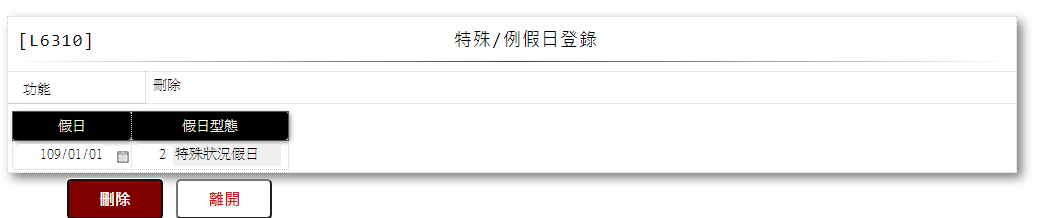 [L6310] 特殊/例假日登錄
功能 刪除
假日 假日型態
109/01/01 2 特殊狀況假日
刪除 離開